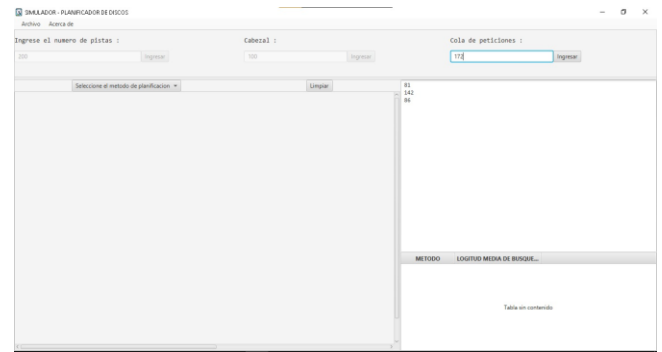 SIMULADOR - PLANIFICADOR DE DISCOS
Archivo Acerca de
Ingrese el numero de pistas :
Cabezal :
Cola de peticiones :
200
Ingresar
100
Ingresar
172
Ingresar
Seleccione el metodo de planificacion
Limpiar
81
142
86
METODO
LOGITUD MEDIA DE BUSQUE...
Tabla sin contenido